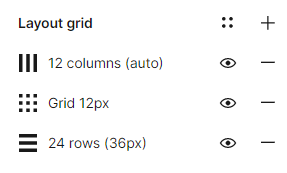 Layout grid
12 columns (auto)
Grid 12px
24 rows (36px)